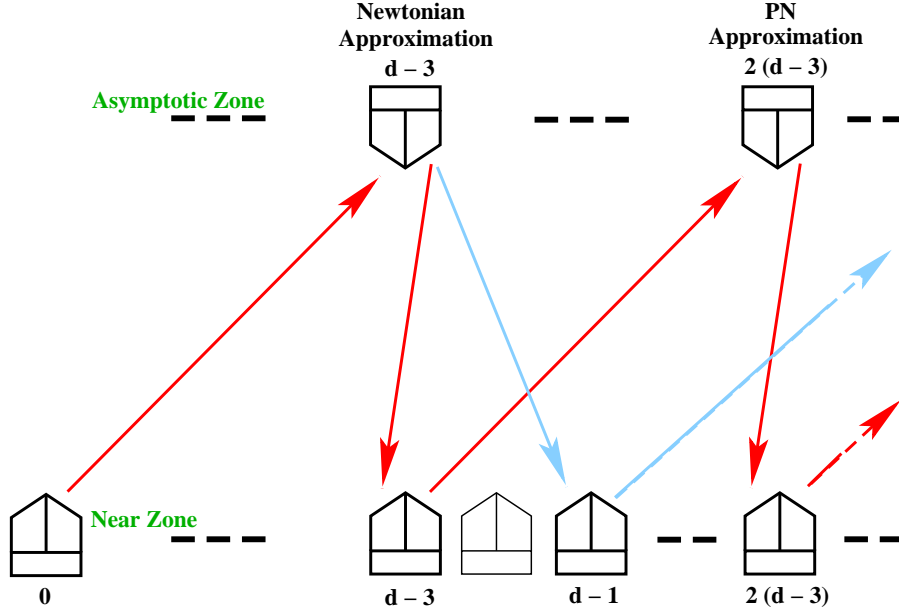 Newtonian
Approximation
d – 3
PN
Approximation
2 (d – 3)
Asymptotic Zone
Near Zone
0
d – 3
d – 1
2 (d – 3)